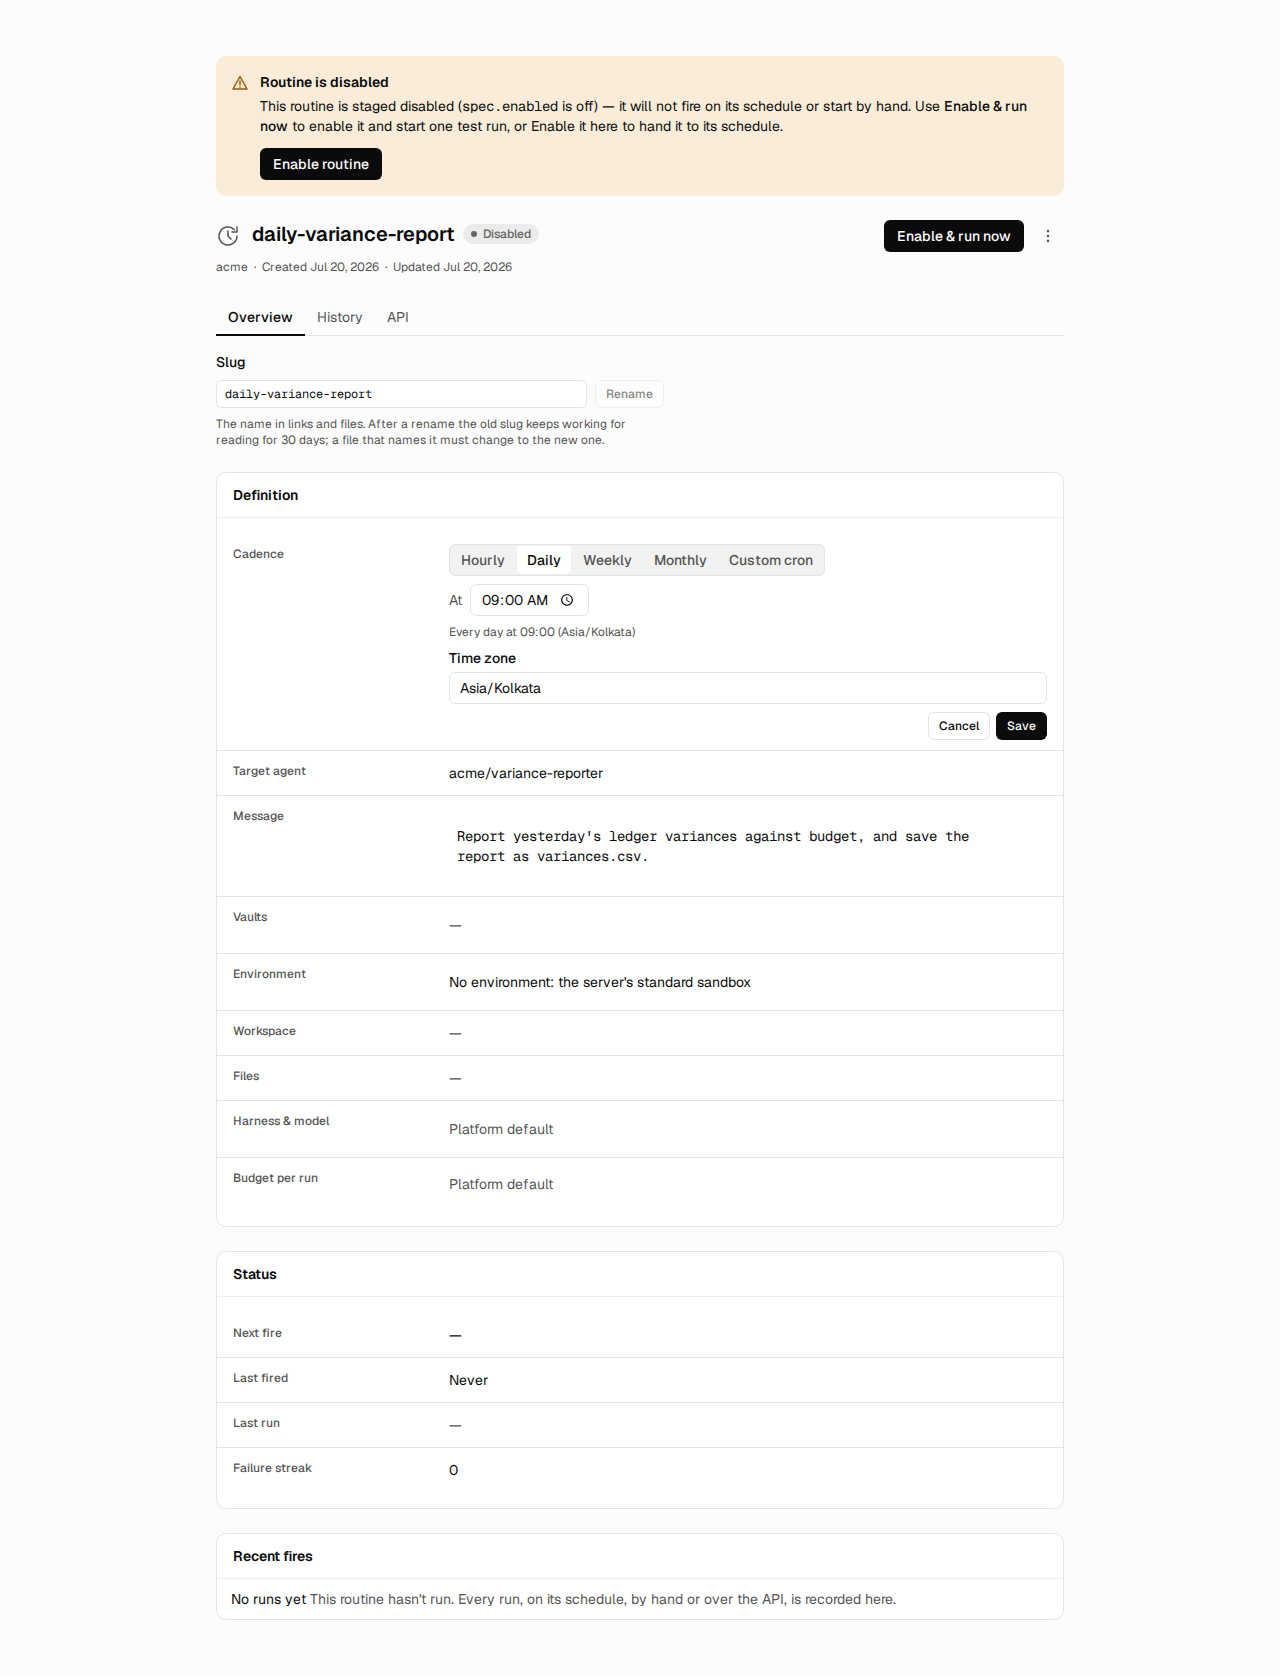 Routine is disabled
This routine is staged disabled (spec.enabled is off) — it will not fire on its schedule or start by hand. Use Enable & run
now to enable it and start one test run, or Enable it here to hand it to its schedule.
Enable routine
daily-variance-report
Disabled
Enable & run now
acme · Created Jul 20, 2026 · Updated Jul 20, 2026
Overview
History
API
Slug
daily-variance-report
Rename
The name in links and files. After a rename the old slug keeps working for
reading for 30 days; a file that names it must change to the new one.
Definition
Cadence
Hourly
Daily
Weekly
Monthly
Custom cron
At
09:00 AM
Every day at 09:00 (Asia/Kolkata)
Time zone
Asia/Kolkata
Cancel
Save
Target agent
acme/variance-reporter
Message
Report yesterday's ledger variances against budget, and save the
report as variances.csv.
Vaults
—
Environment
No environment: the server's standard sandbox
Workspace
—
Files
—
Harness & model
Platform default
Budget per run
Platform default
Status
Next fire
—
Last fired
Never
Last run
—
Failure streak
0
Recent fires
No runs yet This routine hasn't run. Every run, on its schedule, by hand or over the API, is recorded here.